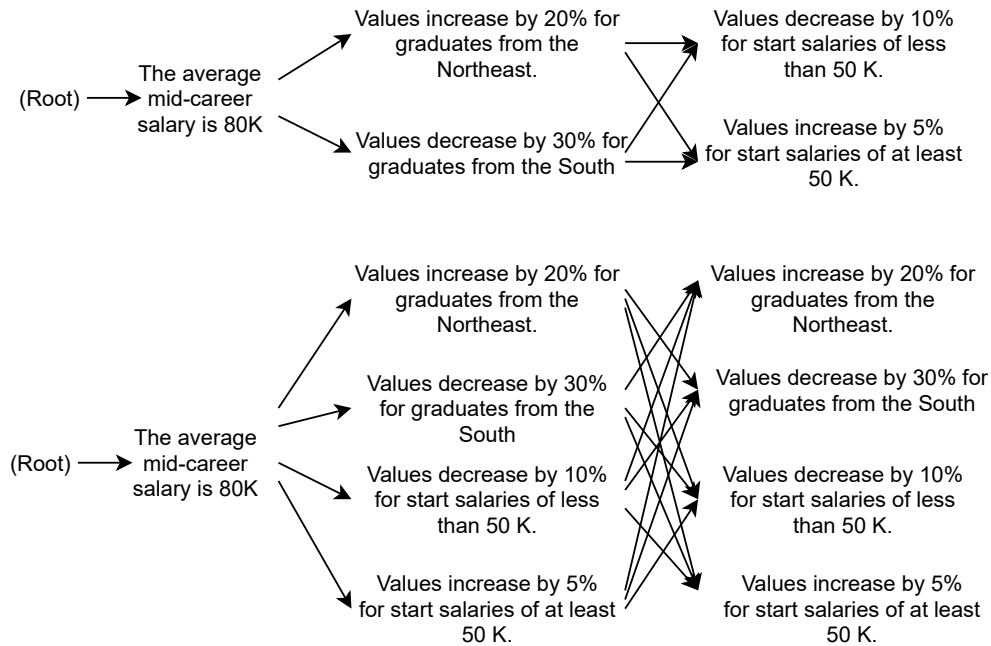 (Root)
The average
mid-career
salary is 80K
Values increase by 20% for
graduates from the
Northeast.
Values decrease by 30% for
graduates from the South
Values decrease by 10%
for start salaries of less
than 50 K.
Values increase by 5%
for start salaries of at least
50 K.
(Root)
The average
mid-career
salary is 80K
Values increase by 20% for
graduates from the
Northeast.
Values decrease by 30%
for graduates from the
South
Values decrease by 10%
for start salaries of less
than 50 K.
Values increase by 5%
for start salaries of at least
50 K.
Values increase by 20% for
graduates from the
Northeast.
Values decrease by 30% for
graduates from the South
Values decrease by 10%
for start salaries of less
than 50 K.
Values increase by 5%
for start salaries of at least
50 K.